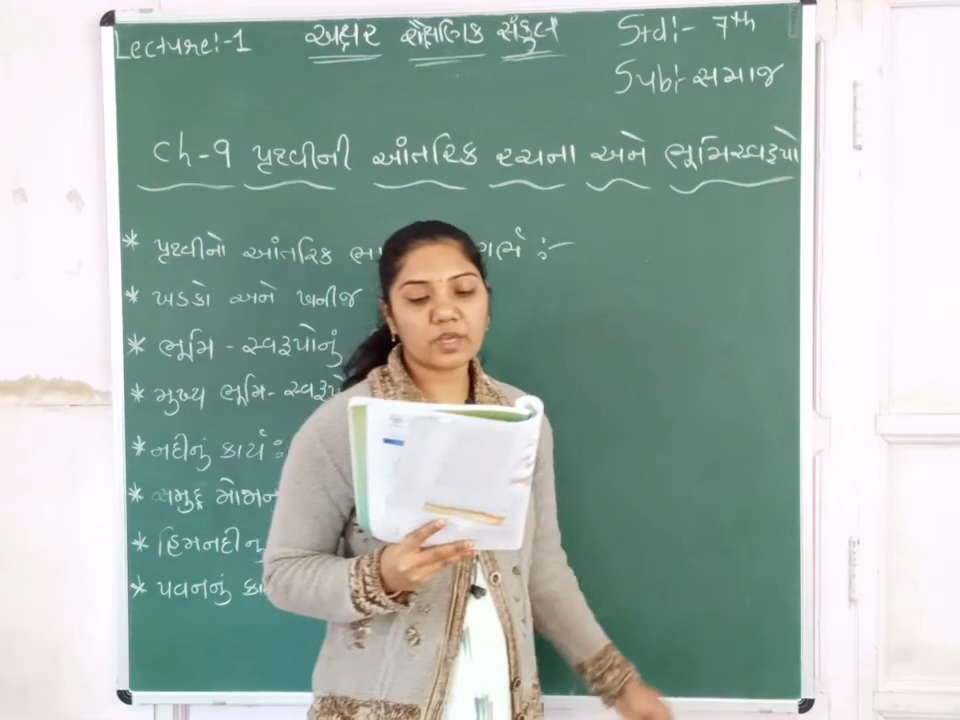 Lecture:-1
અક્ષર શૈક્ષણિક સંકુલ
Std:- 7th
Sub:- સમાજ
Ch-9 પૃથ્વીની આંતરિક રચના અને ભૂમિસ્વરૂપો
* પૃથ્વીનો આંતરિક ભા ગર્ભ :-
* ખડકો અને ખનીજ
* ભૂમિ - સ્વરૂપોનું
* મુખ્ય ભૂમિ - સ્વરૂપો
* નદીનું કાર્ય :
* સમુદ્ર મોજાન
* હિમનદીનુ
* પવનનું કા